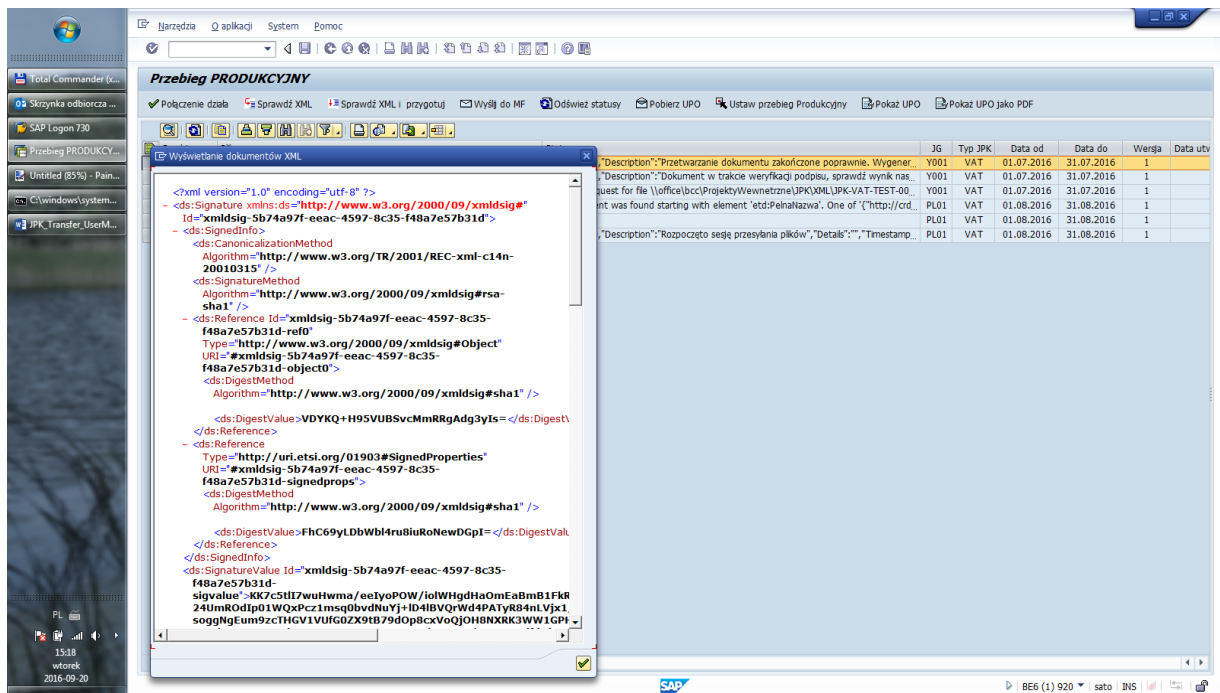 Narzędzia O aplikacji System Pomoc
Przebieg PRODUKCYJNY
Połączenie działa Sprawdź XML Sprawdź XML i przygotuj Wyślij do MF Odśwież statusy Pobierz UPO Ustaw przebieg Produkcyjny Pokaż UPO Pokaż UPO jako PDF
Total Commander (x...
Skrzynka odbiorcza ...
SAP Logon 730
Przebieg PRODUKCY...
Untitled (85%) - Pain...
C:\windows\system...
JPK_Transfer_UserM...
JG Typ JPK Data od Data do Wersja Data utw
,"Description":"Przetwarzanie dokumentu zakończone poprawnie. Wygener... Y001 VAT 01.07.2016 31.07.2016 1
,"Description":"Dokument w trakcie weryfikacji podpisu, sprawdź wynik nas... Y001 VAT 01.07.2016 31.07.2016 1
quest for file \\office\bcc\ProjektyWewnetrzne\JPK\XML\JPK-VAT-TEST-00... Y001 VAT 01.07.2016 31.07.2016 1
ent was found starting with element 'etd:PelnaNazwa'. One of '{"http://crd... PL01 VAT 01.08.2016 31.08.2016 1
PL01 VAT 01.08.2016 31.08.2016 1
,"Description":"Rozpoczęto sesję przesyłania plików","Details":"","Timestamp... PL01 VAT 01.08.2016 31.08.2016 1
Wyświetlanie dokumentów XML
<?xml version="1.0" encoding="utf-8" ?>
- <ds:Signature xmlns:ds="http://www.w3.org/2000/09/xmldsig#"
Id="xmldsig-5b74a97f-eeac-4597-8c35-f48a7e57b31d">
- <ds:SignedInfo>
<ds:CanonicalizationMethod
Algorithm="http://www.w3.org/TR/2001/REC-xml-c14n-
20010315" />
<ds:SignatureMethod
Algorithm="http://www.w3.org/2000/09/xmldsig#rsa-
sha1" />
- <ds:Reference Id="xmldsig-5b74a97f-eeac-4597-8c35-
f48a7e57b31d-ref0"
Type="http://www.w3.org/2000/09/xmldsig#Object"
URI="#xmldsig-5b74a97f-eeac-4597-8c35-
f48a7e57b31d-object0">
<ds:DigestMethod
Algorithm="http://www.w3.org/2000/09/xmldsig#sha1" />
<ds:DigestValue>VDYKQ+H95VUBSvcMmRRgAdg3yIs=</ds:DigestV
</ds:Reference>
- <ds:Reference
Type="http://uri.etsi.org/01903#SignedProperties"
URI="#xmldsig-5b74a97f-eeac-4597-8c35-
f48a7e57b31d-signedprops">
<ds:DigestMethod
Algorithm="http://www.w3.org/2000/09/xmldsig#sha1" />
<ds:DigestValue>FhC69yLDbWbl4ru8iuRoNewDGpI=</ds:DigestValu
</ds:Reference>
</ds:SignedInfo>
<ds:SignatureValue Id="xmldsig-5b74a97f-eeac-4597-8c35-
f48a7e57b31d-
sigvalue">KK7c5tlI7wuHwma/eeIyoPOW/iolWHgdHaOmEaBmB1FkR
24UmROdIp01WQxPcz1msq0bvdNuYj+lD4lBVQrWd4PATyR84nLVjx1
soggNgEum9zcTHGV1VUfG0ZX9tB79dOp8cxVoQjOH8NXRK3WW1GPH
PL
15:18
wtorek
2016-09-20
SAP
BE6 (1) 920 sato INS